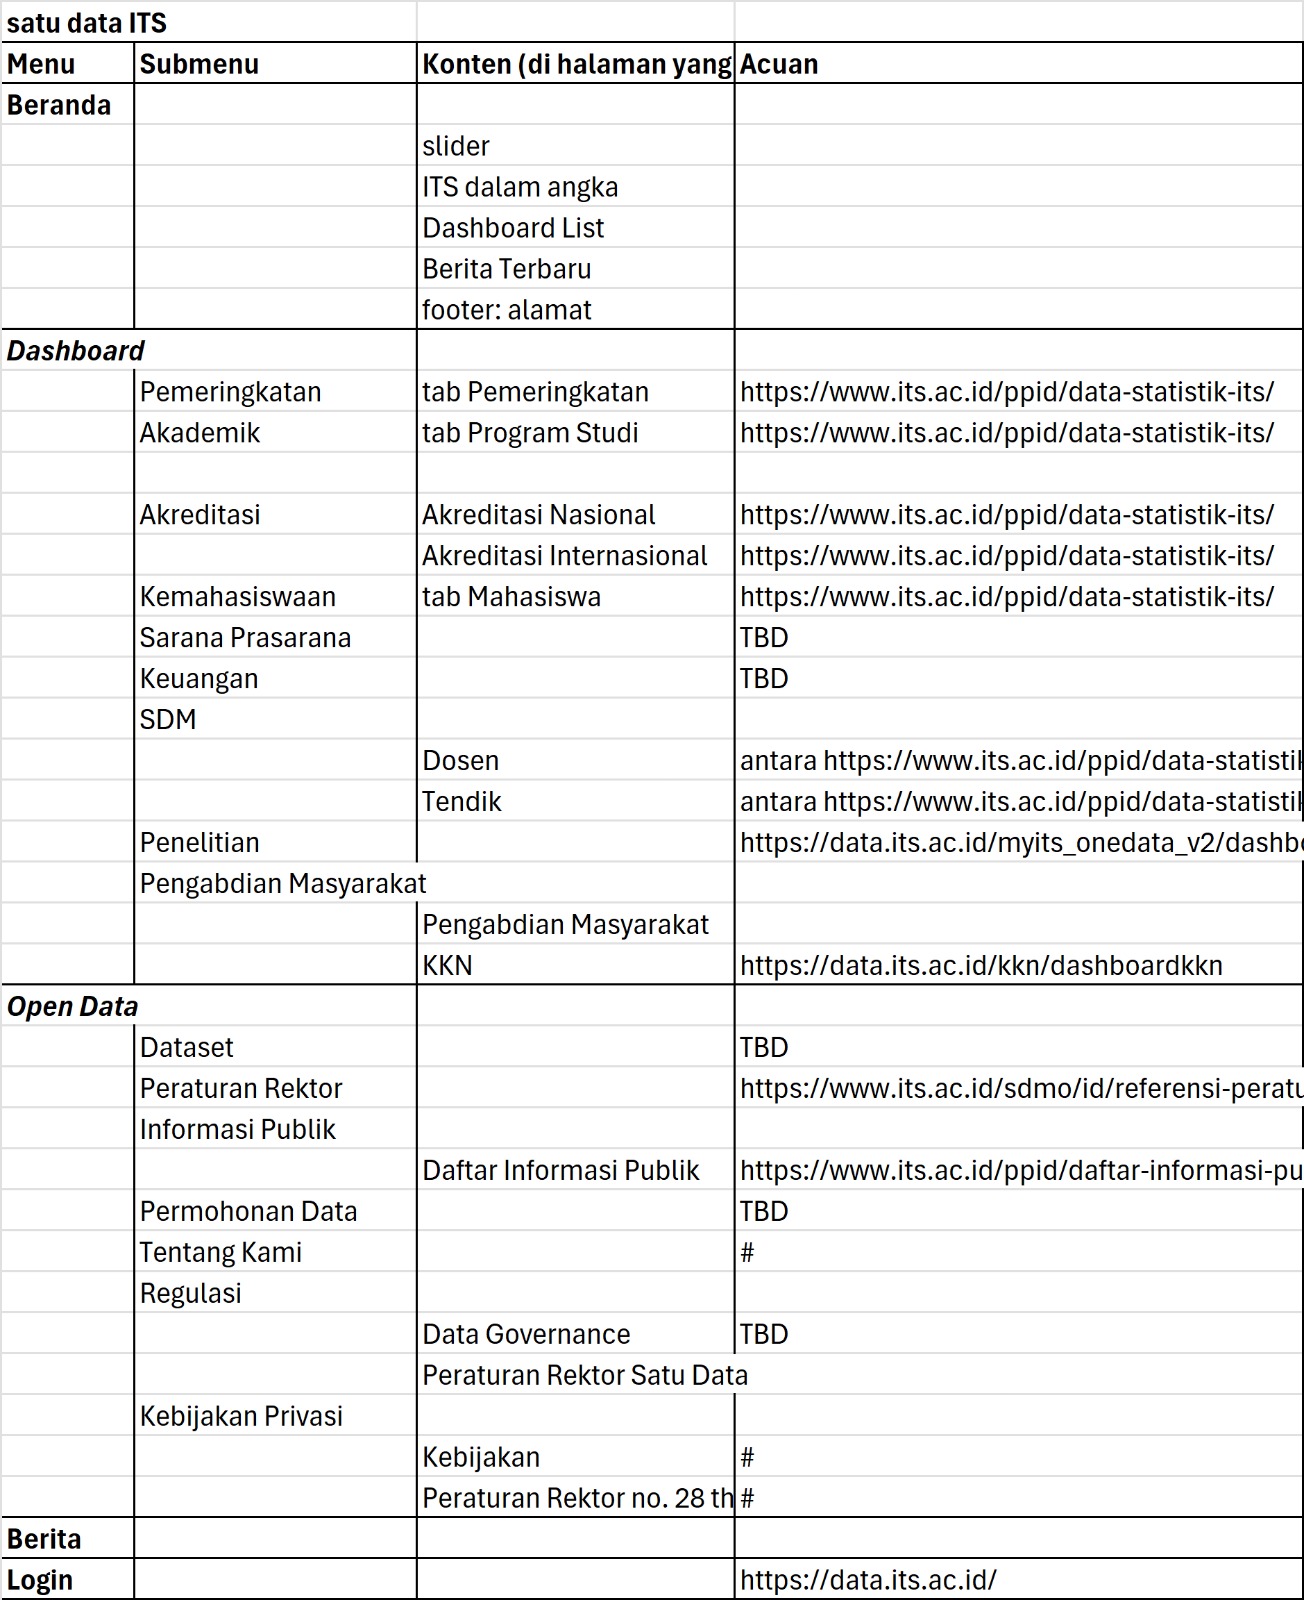 satu data ITS
Menu Submenu Konten (di halaman yang Acuan
Beranda
slider
ITS dalam angka
Dashboard List
Berita Terbaru
footer: alamat
Dashboard
Pemeringkatan tab Pemeringkatan https://www.its.ac.id/ppid/data-statistik-its/
Akademik tab Program Studi https://www.its.ac.id/ppid/data-statistik-its/
Akreditasi Akreditasi Nasional https://www.its.ac.id/ppid/data-statistik-its/
Akreditasi Internasional https://www.its.ac.id/ppid/data-statistik-its/
Kemahasiswaan tab Mahasiswa https://www.its.ac.id/ppid/data-statistik-its/
Sarana Prasarana TBD
Keuangan TBD
SDM
Dosen antara https://www.its.ac.id/ppid/data-statistik
Tendik antara https://www.its.ac.id/ppid/data-statistik
Penelitian https://data.its.ac.id/myits_onedata_v2/dashbo
Pengabdian Masyarakat
Pengabdian Masyarakat
KKN https://data.its.ac.id/kkn/dashboardkkn
Open Data
Dataset TBD
Peraturan Rektor https://www.its.ac.id/sdmo/id/referensi-peratu
Informasi Publik
Daftar Informasi Publik https://www.its.ac.id/ppid/daftar-informasi-pu
Permohonan Data TBD
Tentang Kami #
Regulasi
Data Governance TBD
Peraturan Rektor Satu Data
Kebijakan Privasi
Kebijakan #
Peraturan Rektor no. 28 th #
Berita
Login https://data.its.ac.id/